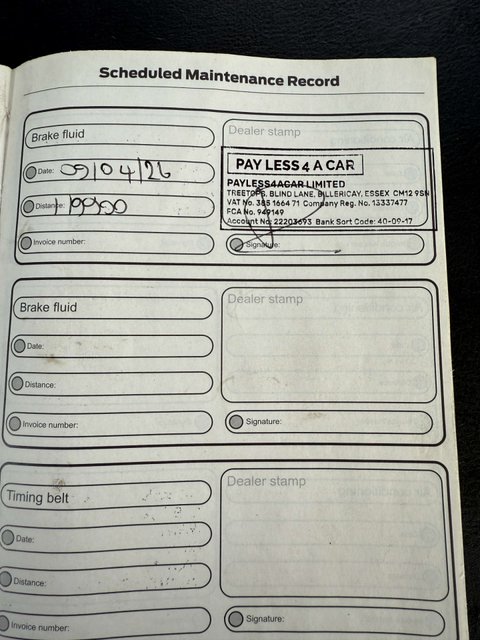 Scheduled Maintenance Record
Brake fluid
Date: 09/04/26
Distance:
Invoice number:
Dealer stamp
PAY LESS 4 A CAR
PAYLESS4ACAR LIMITED
TREETOPS, BLIND LANE, BILLERICAY, ESSEX CM12 9SN
VAT No. 385 1664 71 Company Reg. No. 13337477
FCA No. 949149
Account No 22203693 Bank Sort Code: 40-09-17
Signature:
Brake fluid
Date:
Distance:
Invoice number:
Dealer stamp
Signature:
Timing belt
Date:
Distance:
Invoice number:
Dealer stamp
Signature: